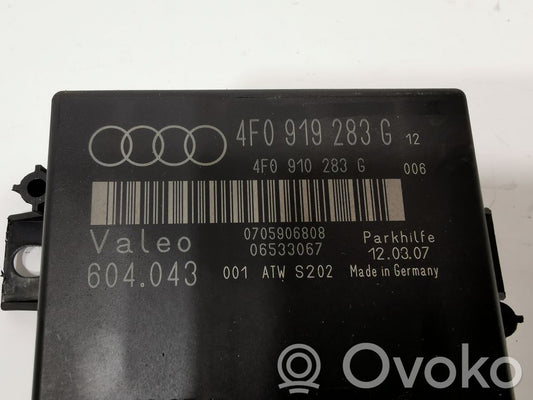 4F0 919 283 G 12
4F0 910 283 G 006
Valeo 0705906808 Parkhilfe
06533067 12.03.07
604.043 001 ATW S202 Made in Germany
Ovoko